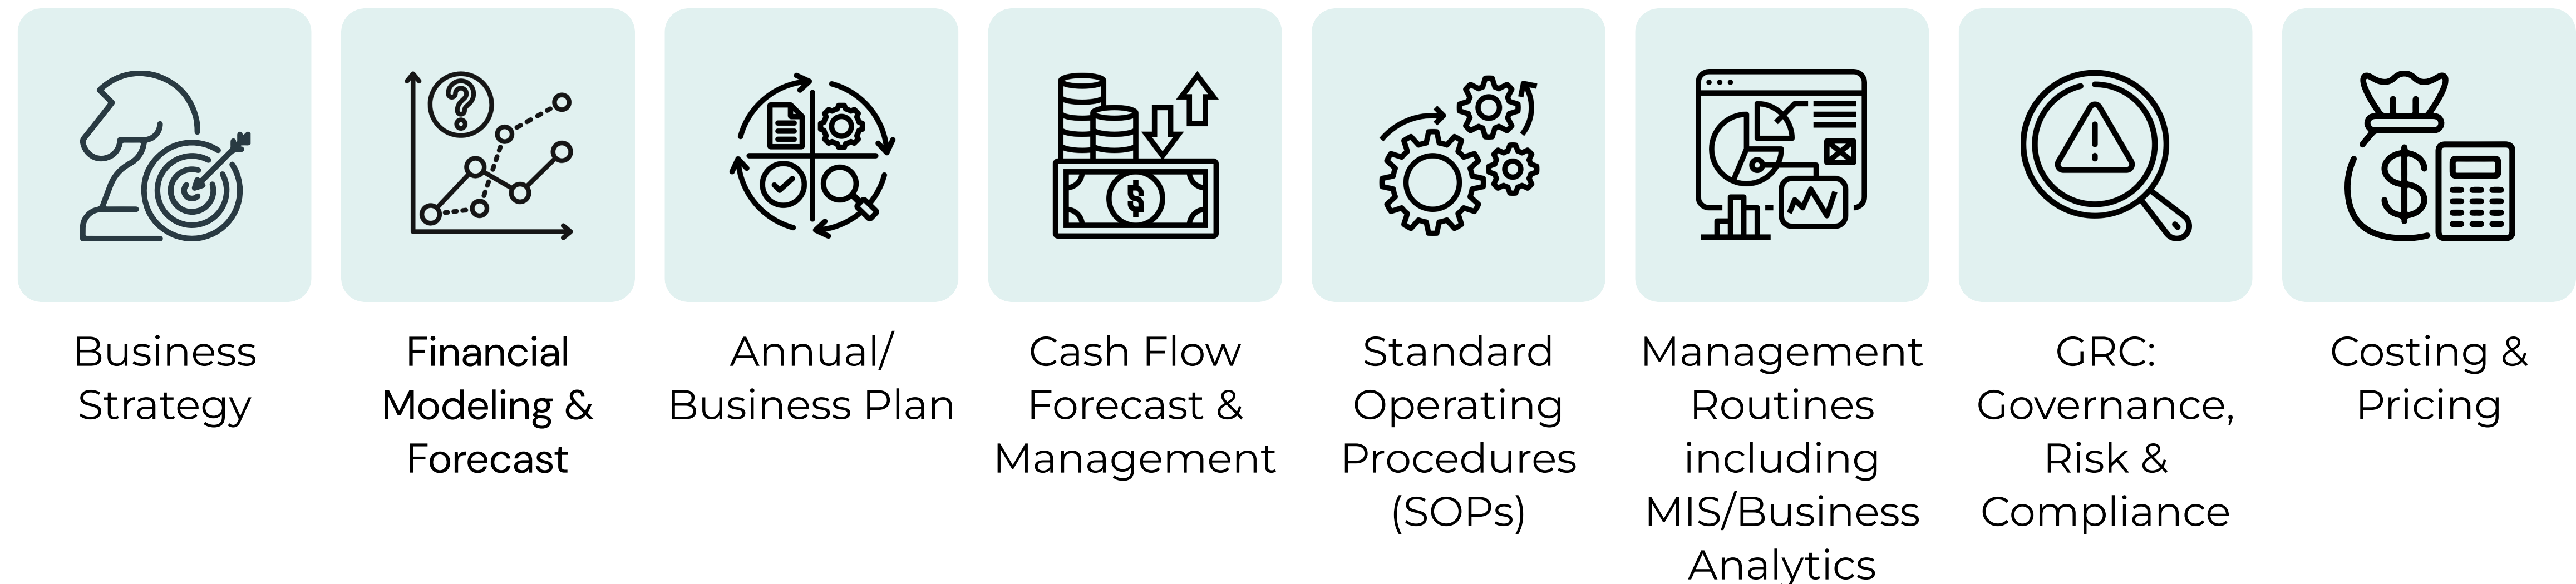 Business
Strategy
Financial
Modeling &
Forecast
Annual/
Business Plan
Cash Flow
Forecast &
Management
Standard
Operating
Procedures
(SOPs)
Management
Routines
including
MIS/Business
Analytics
GRC:
Governance,
Risk &
Compliance
Costing &
Pricing